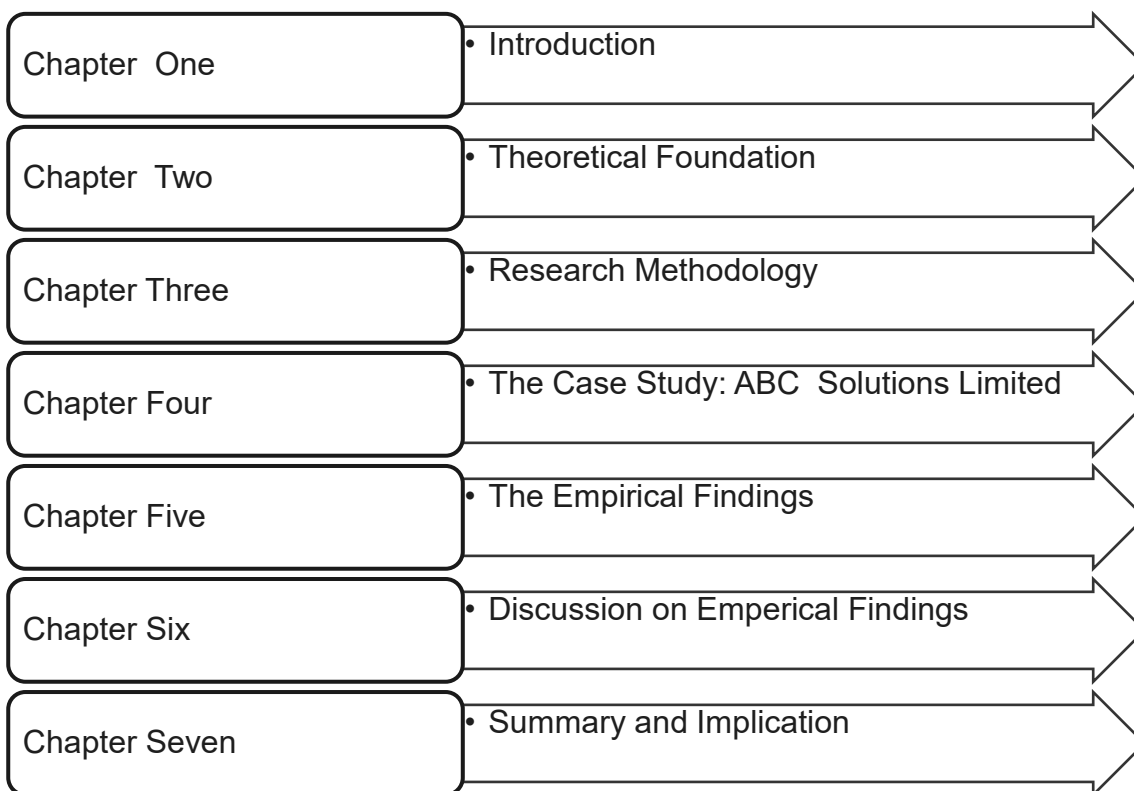 Chapter  One
• Introduction
Chapter  Two
• Theoretical Foundation
Chapter Three
• Research Methodology
Chapter Four
• The Case Study: ABC  Solutions Limited
Chapter Five
• The Empirical Findings
Chapter Six
• Discussion on Emperical Findings
Chapter Seven
• Summary and Implication